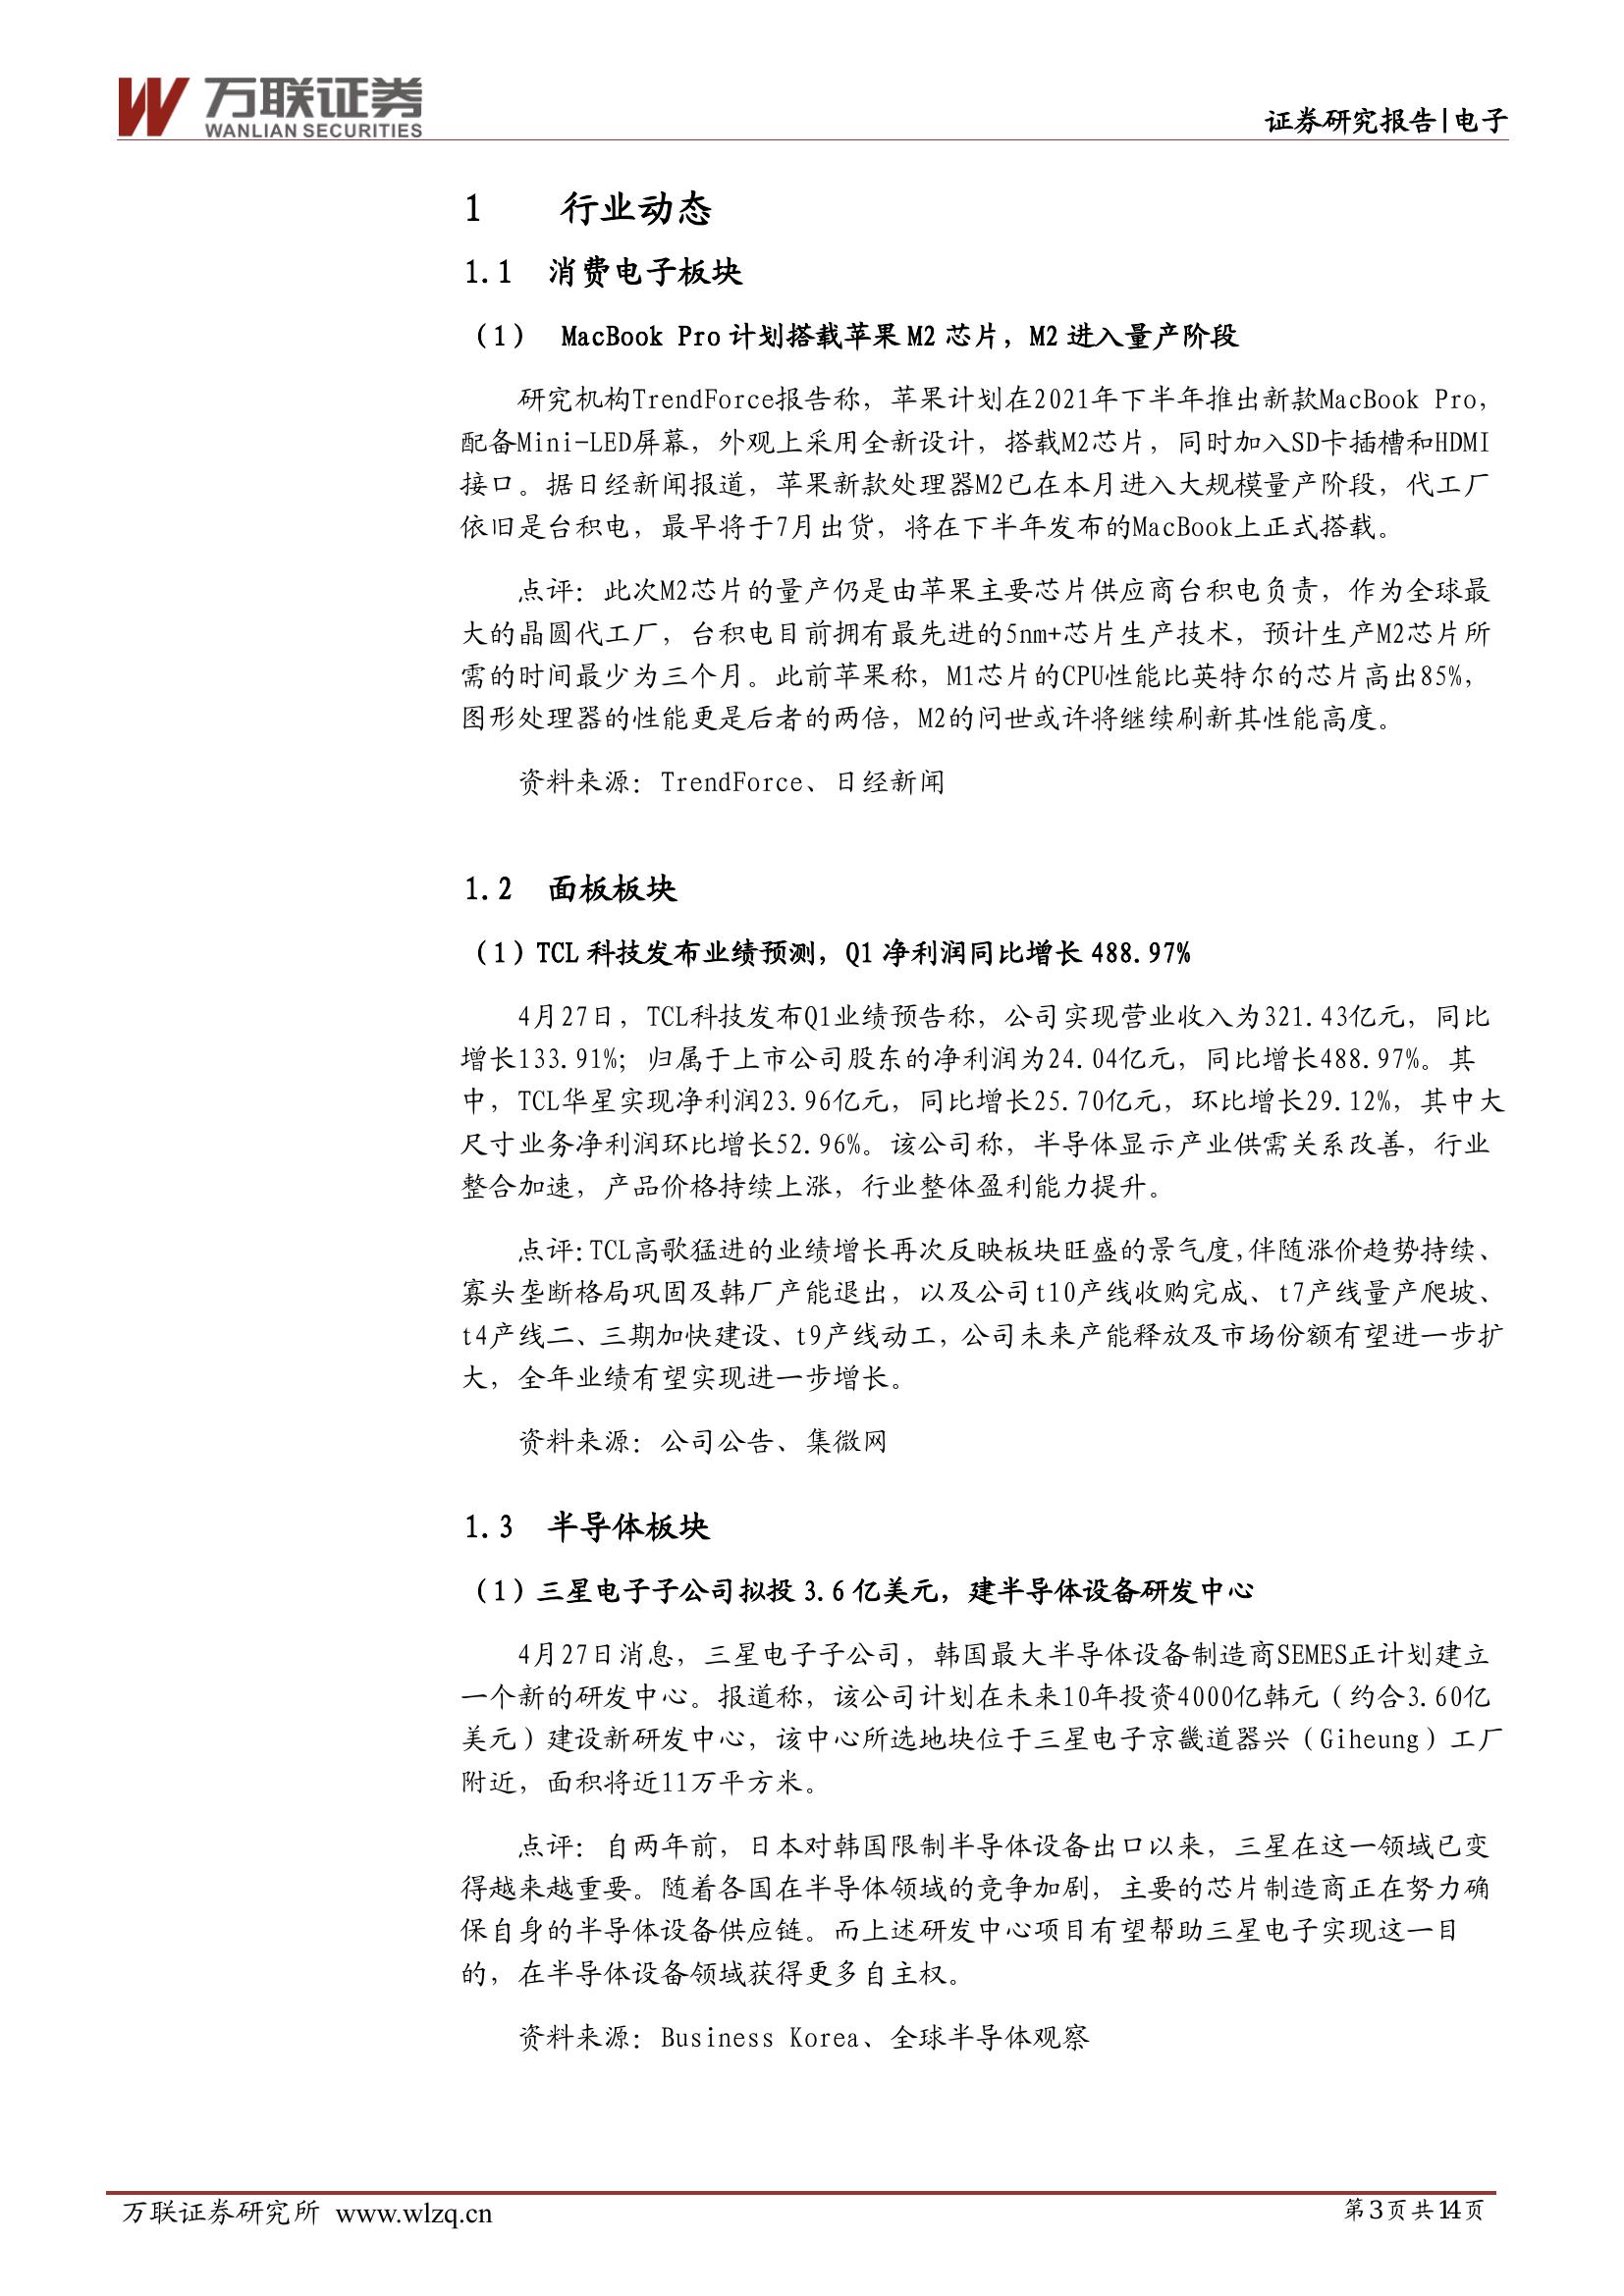 万联证券
WANLIAN SECURITIES
证券研究报告|电子
1 行业动态
1.1 消费电子板块
（1） MacBook Pro 计划搭载苹果 M2 芯片，M2 进入量产阶段
研究机构TrendForce报告称，苹果计划在2021年下半年推出新款MacBook Pro，
配备Mini-LED屏幕，外观上采用全新设计，搭载M2芯片，同时加入SD卡插槽和HDMI
接口。据日经新闻报道，苹果新款处理器M2已在本月进入大规模量产阶段，代工厂
依旧是台积电，最早将于7月出货，将在下半年发布的MacBook上正式搭载。
点评：此次M2芯片的量产仍是由苹果主要芯片供应商台积电负责，作为全球最
大的晶圆代工厂，台积电目前拥有最先进的5nm+芯片生产技术，预计生产M2芯片所
需的时间最少为三个月。此前苹果称，M1芯片的CPU性能比英特尔的芯片高出85%，
图形处理器的性能更是后者的两倍，M2的问世或许将继续刷新其性能高度。
资料来源：TrendForce、日经新闻
1.2 面板板块
（1）TCL 科技发布业绩预测，Q1 净利润同比增长 488.97%
4月27日，TCL科技发布Q1业绩预告称，公司实现营业收入为321.43亿元，同比
增长133.91%；归属于上市公司股东的净利润为24.04亿元，同比增长488.97%。其
中，TCL华星实现净利润23.96亿元，同比增长25.70亿元，环比增长29.12%，其中大
尺寸业务净利润环比增长52.96%。该公司称，半导体显示产业供需关系改善，行业
整合加速，产品价格持续上涨，行业整体盈利能力提升。
点评：TCL高歌猛进的业绩增长再次反映板块旺盛的景气度，伴随涨价趋势持续、
寡头垄断格局巩固及韩厂产能退出，以及公司t10产线收购完成、t7产线量产爬坡、
t4产线二、三期加快建设、t9产线动工，公司未来产能释放及市场份额有望进一步扩
大，全年业绩有望实现进一步增长。
资料来源：公司公告、集微网
1.3 半导体板块
（1）三星电子子公司拟投 3.6 亿美元，建半导体设备研发中心
4月27日消息，三星电子子公司，韩国最大半导体设备制造商SEMES正计划建立
一个新的研发中心。报道称，该公司计划在未来10年投资4000亿韩元（约合3.60亿
美元）建设新研发中心，该中心所选地块位于三星电子京畿道器兴（Giheung）工厂
附近，面积将近11万平方米。
点评：自两年前，日本对韩国限制半导体设备出口以来，三星在这一领域已变
得越来越重要。随着各国在半导体领域的竞争加剧，主要的芯片制造商正在努力确
保自身的半导体设备供应链。而上述研发中心项目有望帮助三星电子实现这一目
的，在半导体设备领域获得更多自主权。
资料来源：Business Korea、全球半导体观察
万联证券研究所 www.wlzq.cn
第3页共14页